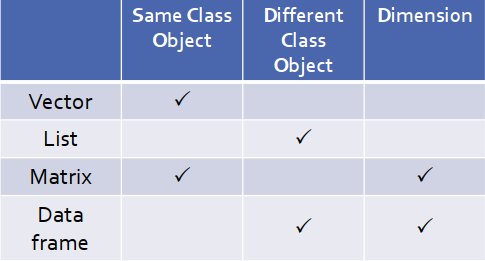 Same Class Object
Different Class Object
Dimension
Vector ✓
List ✓
Matrix ✓ ✓
Data frame ✓ ✓